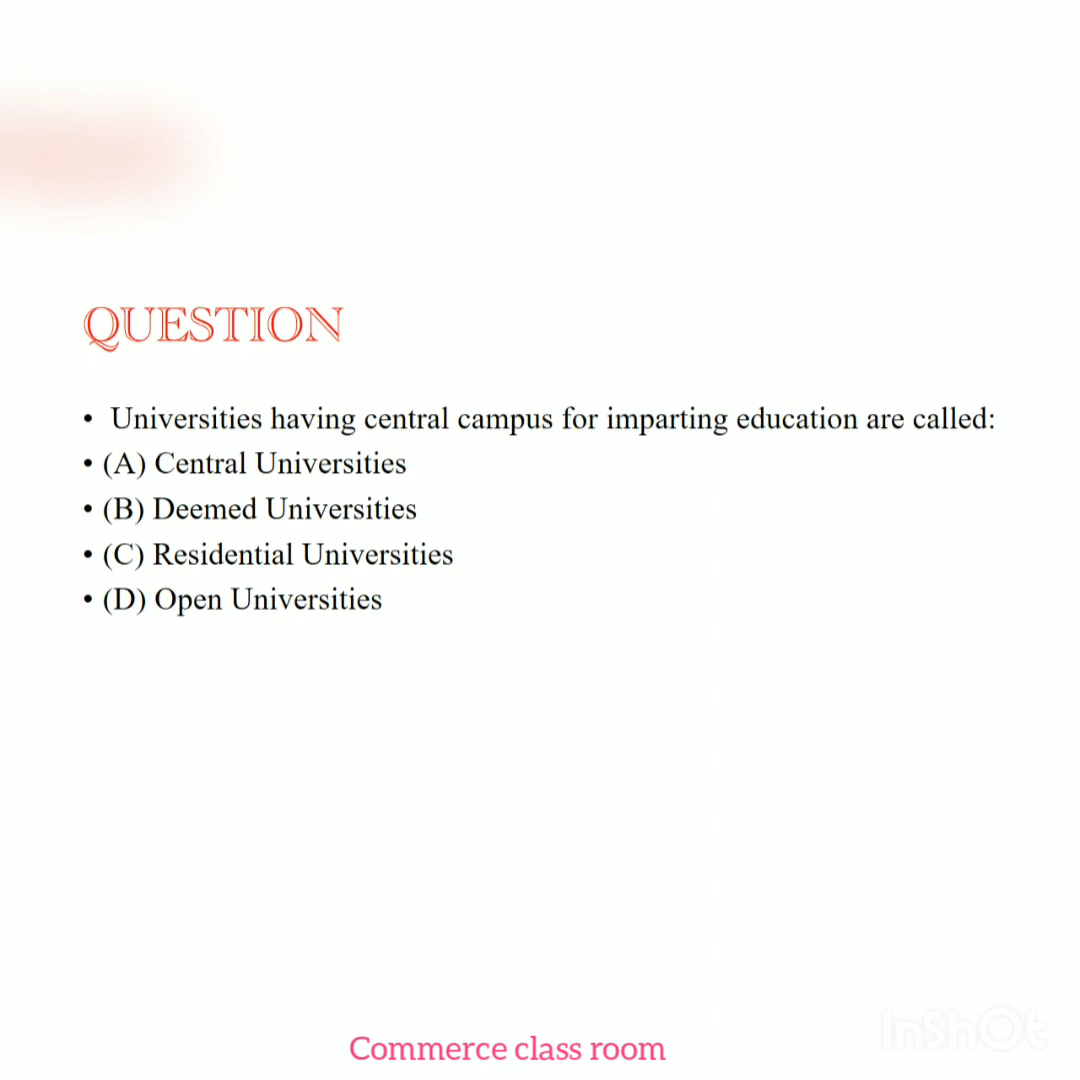 QUESTION
• Universities having central campus for imparting education are called:
• (A) Central Universities
• (B) Deemed Universities
• (C) Residential Universities
• (D) Open Universities
InShOt
Commerce class room